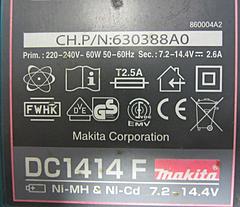 860004A2
CH.P/N:630388A0
Prim.: 220-240V~ 60W 50-60Hz Sec.: 7.2-14.4V 2.6A
T2.5A
FWHK
GS
EMV
Makita Corporation
DC1414 F makita
Ni-MH & Ni-Cd 7.2-14.4V